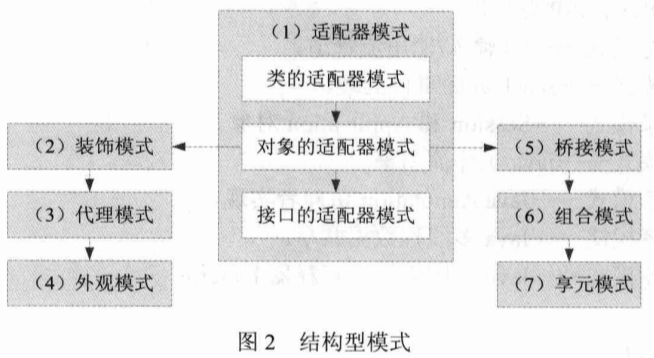 （1）适配器模式
类的适配器模式
对象的适配器模式
接口的适配器模式
（2）装饰模式
（3）代理模式
（4）外观模式
（5）桥接模式
（6）组合模式
（7）享元模式
图 2 结构型模式